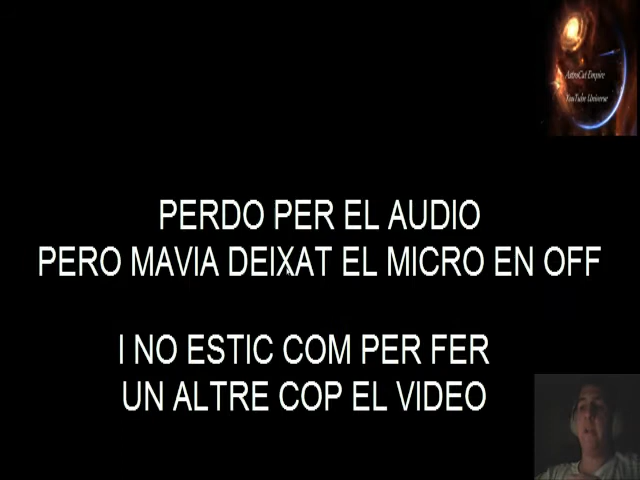 AstroCat Empire
YouTube Universe
PERDO PER EL AUDIO
PERO MAVIA DEIXAT EL MICRO EN OFF
I NO ESTIC COM PER FER
UN ALTRE COP EL VIDEO